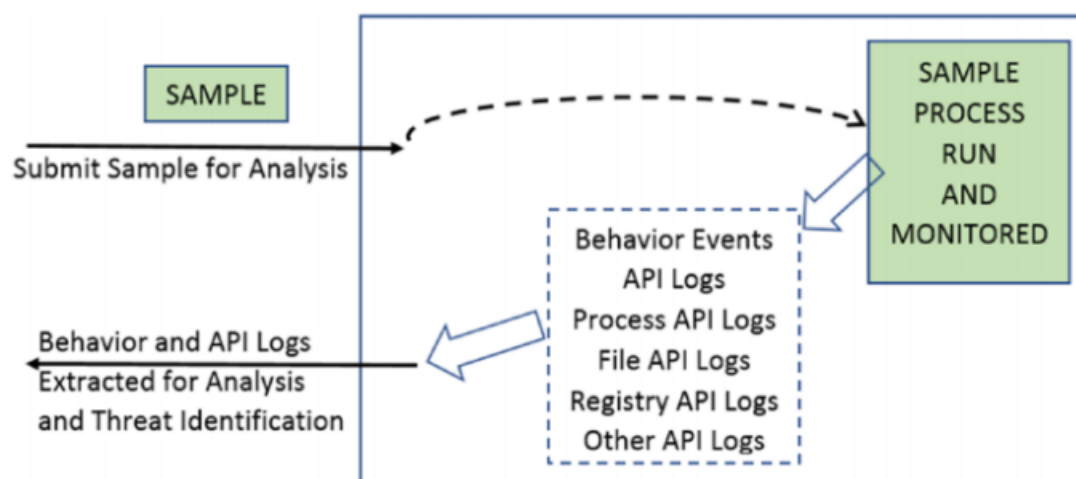 SAMPLE
Submit Sample for Analysis
SAMPLE
PROCESS
RUN
AND
MONITORED
Behavior Events
API Logs
Process API Logs
File API Logs
Registry API Logs
Other API Logs
Behavior and API Logs
Extracted for Analysis
and Threat Identification